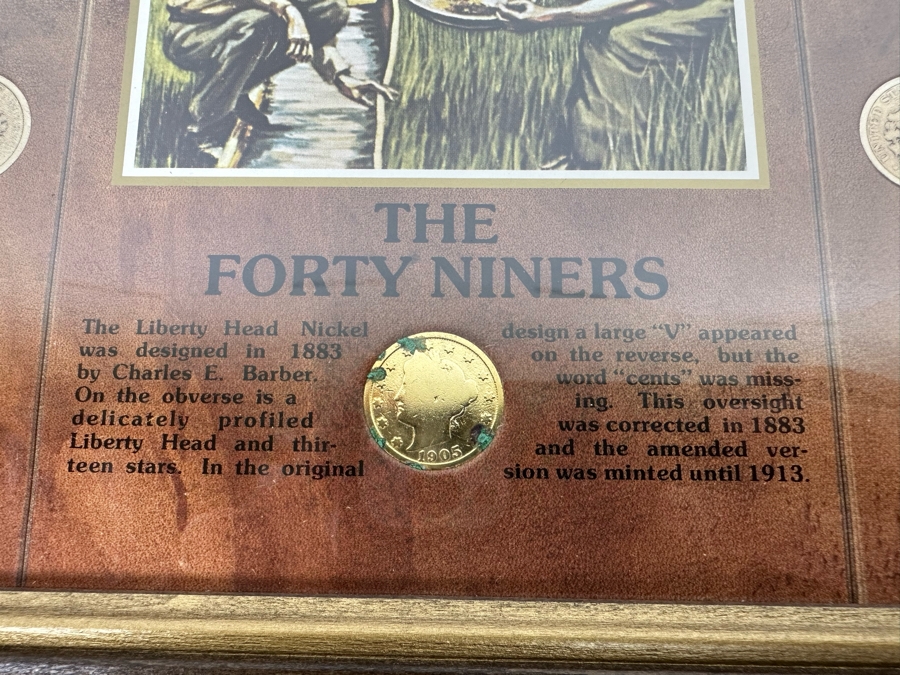 THE
FORTY NINERS
The Liberty Head Nickel
was designed in 1883
by Charles E. Barber.
On the obverse is a
delicately profiled
Liberty Head and thir-
teen stars. In the original
1905
design a large “V” appeared
on the reverse, but the
word “cents” was miss-
ing. This oversight
was corrected in 1883
and the amended ver-
sion was minted until 1913.